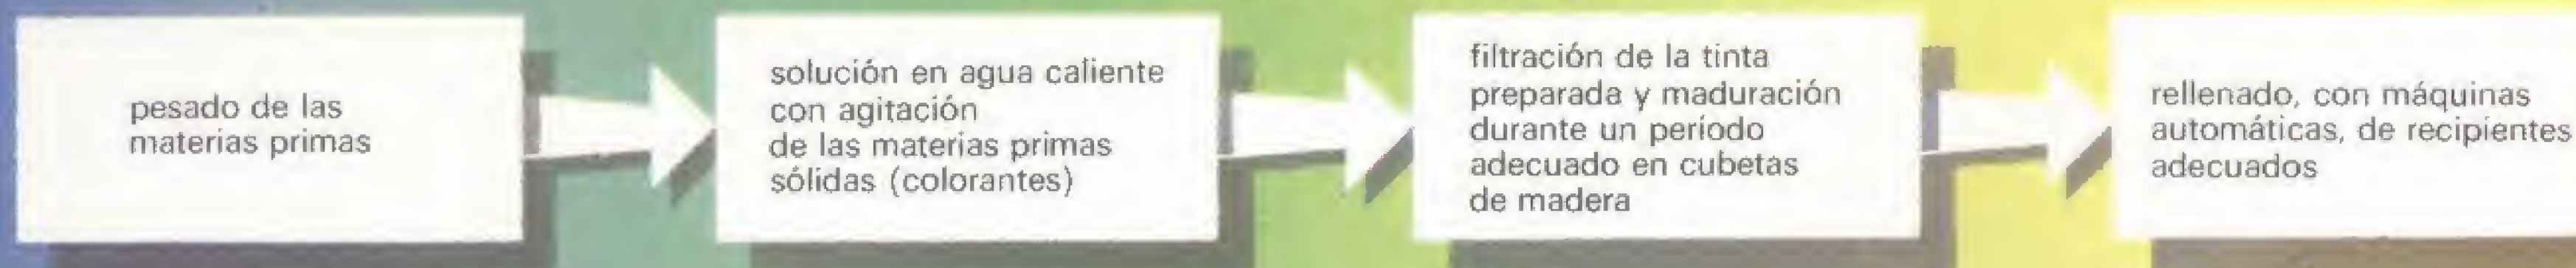 pesado de las
materias primas
solución en agua caliente
con agitación
de las materias primas
sólidas (colorantes)
filtración de la tinta
preparada y maduración
durante un período
adecuado en cubetas
de madera
rellenado, con máquinas
automáticas, de recipientes
adecuados